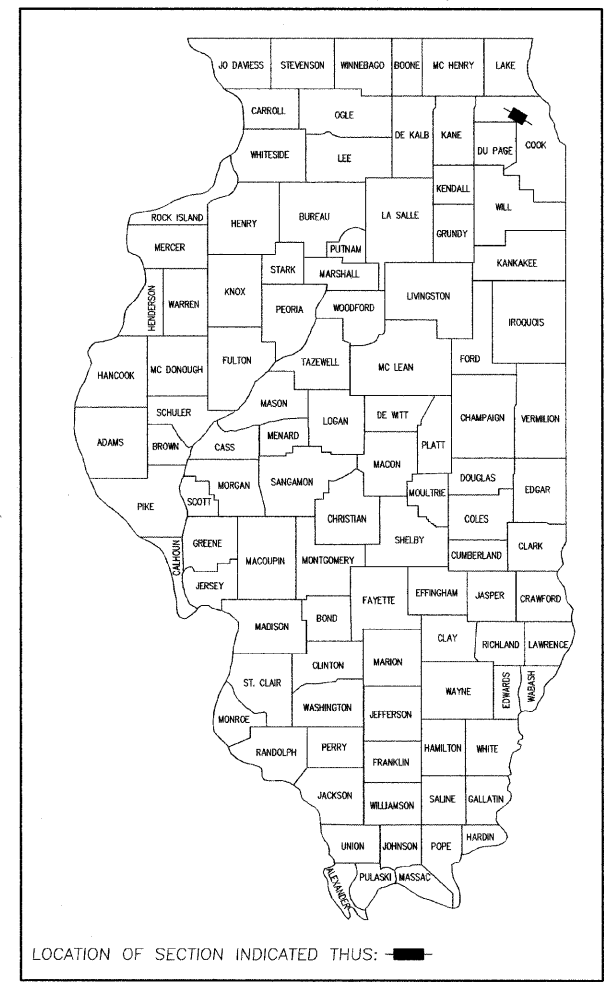 JO DAVIESS STEVENSON WINNEBAGO BOONE MC HENRY LAKE
CARROLL OGLE
DE KALB KANE COOK
DU PAGE
WHITESIDE LEE
KENDALL
LA SALLE WILL
ROCK ISLAND HENRY BUREAU
GRUNDY
MERCER PUTNAM
KANKAKEE
STARK MARSHALL
HENDERSON WARREN KNOX LIVINGSTON
PEORIA WOODFORD IROQUOIS
FULTON TAZEWELL FORD
HANCOOK MC DONOUGH MC LEAN
MASON
SCHULER LOGAN DE WITT CHAMPAIGN VERMILION
ADAMS BROWN CASS MENARD PLATT
MACON
MORGAN SANGAMON DOUGLAS
SCOTT MOULTRIE EDGAR
PIKE CHRISTIAN COLES
GREENE SHELBY
CALHOUN MACOUPIN MONTGOMERY CUMBERLAND CLARK
JERSEY
FAYETTE EFFINGHAM JASPER CRAWFORD
MADISON BOND
CLAY RICHLAND LAWRENCE
CLINTON MARION
ST. CLAIR WAYNE EDWARDS WABASH
WASHINGTON JEFFERSON
MONROE
RANDOLPH PERRY HAMILTON WHITE
FRANKLIN
JACKSON WILLIAMSON SALINE GALLATIN
HARDIN
UNION JOHNSON POPE
ALEXANDER PULASKI MASSAC
LOCATION OF SECTION INDICATED THUS: